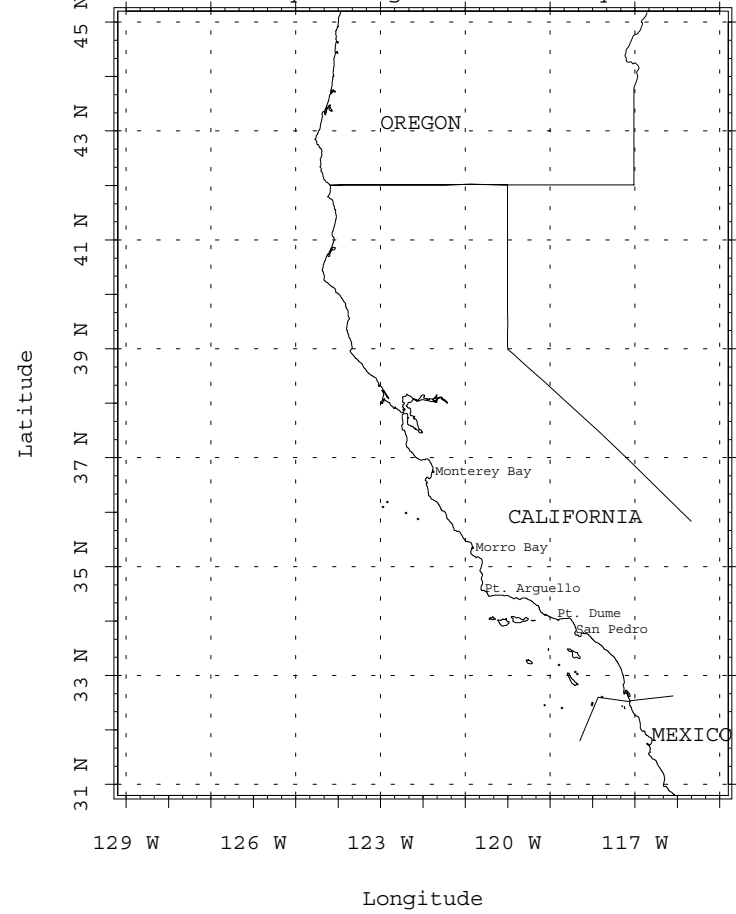 45 N
OREGON
43 N
41 N
39 N
Latitude
37 N
Monterey Bay
CALIFORNIA
Morro Bay
35 N
Pt. Arguello
Pt. Dume
San Pedro
33 N
MEXICO
31 N
129 W 126 W 123 W 120 W 117 W
Longitude